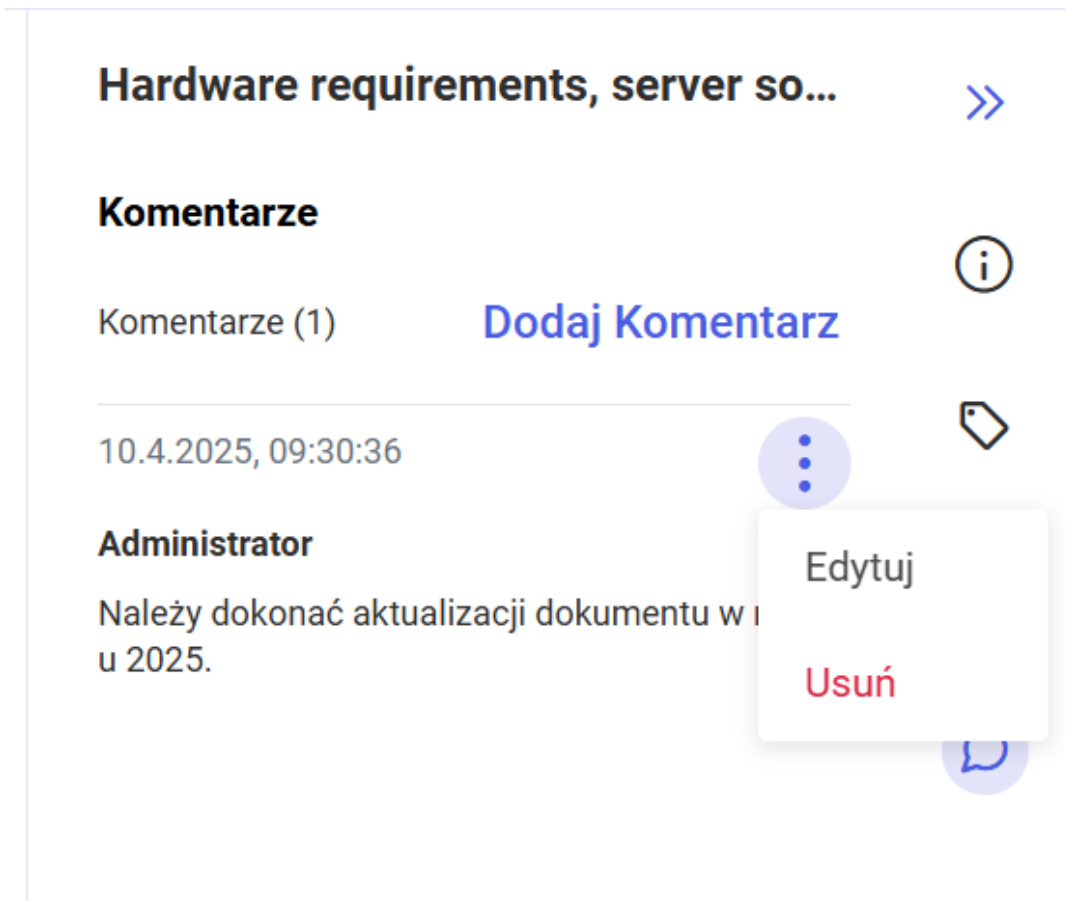 Hardware requirements, server so...
Komentarze
Komentarze (1)
Dodaj Komentarz
10.4.2025, 09:30:36
Administrator
Należy dokonać aktualizacji dokumentu w
u 2025.
Edytuj
Usuń